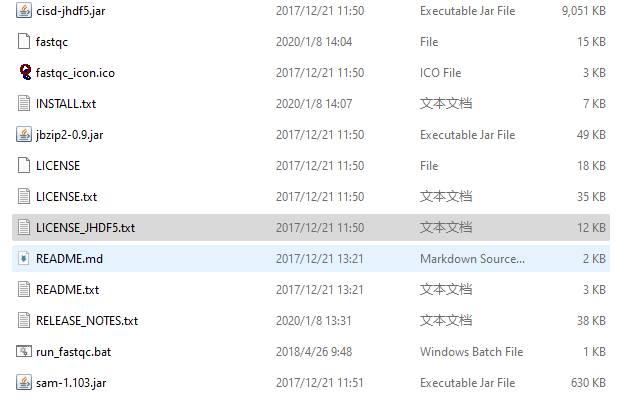 cisd-jhdf5.jar 2017/12/21 11:50 Executable Jar File 9,051 KB
fastqc 2020/1/8 14:04 File 15 KB
fastqc_icon.ico 2017/12/21 11:50 ICO File 3 KB
INSTALL.txt 2020/1/8 14:07 文本文档 7 KB
jbzip2-0.9.jar 2017/12/21 11:50 Executable Jar File 49 KB
LICENSE 2017/12/21 11:50 File 18 KB
LICENSE.txt 2017/12/21 11:50 文本文档 35 KB
LICENSE_JHDF5.txt 2017/12/21 11:50 文本文档 12 KB
README.md 2017/12/21 13:21 Markdown Source... 2 KB
README.txt 2017/12/21 13:21 文本文档 3 KB
RELEASE_NOTES.txt 2020/1/8 13:31 文本文档 38 KB
run_fastqc.bat 2018/4/26 9:48 Windows Batch File 1 KB
sam-1.103.jar 2017/12/21 11:51 Executable Jar File 630 KB